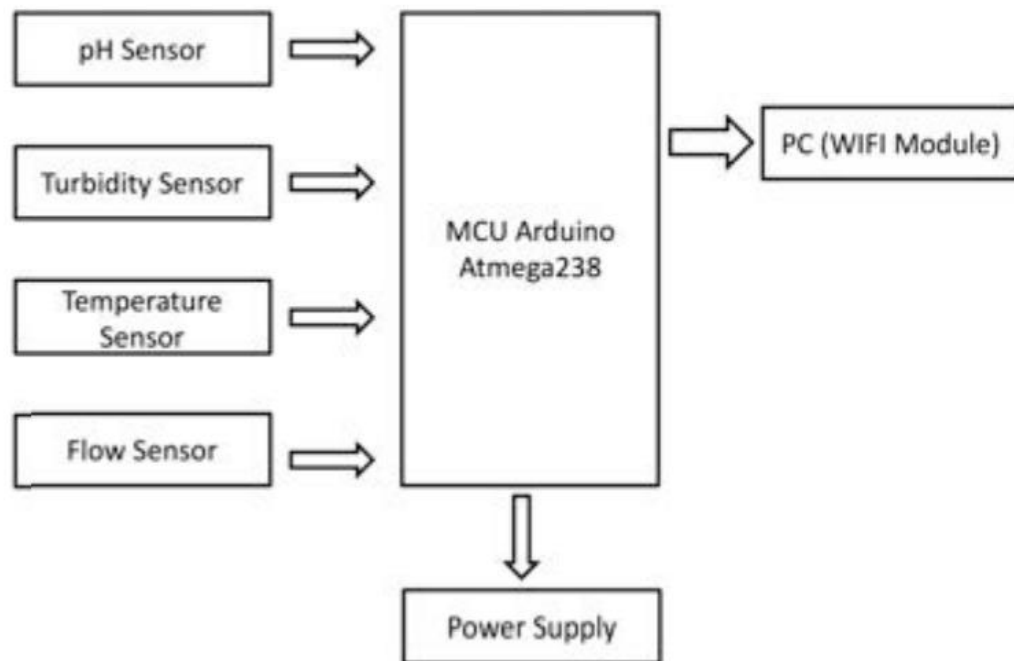 pH Sensor
Turbidity Sensor
Temperature
Sensor
Flow Sensor
MCU Arduino
Atmega238
PC (WIFI Module)
Power Supply